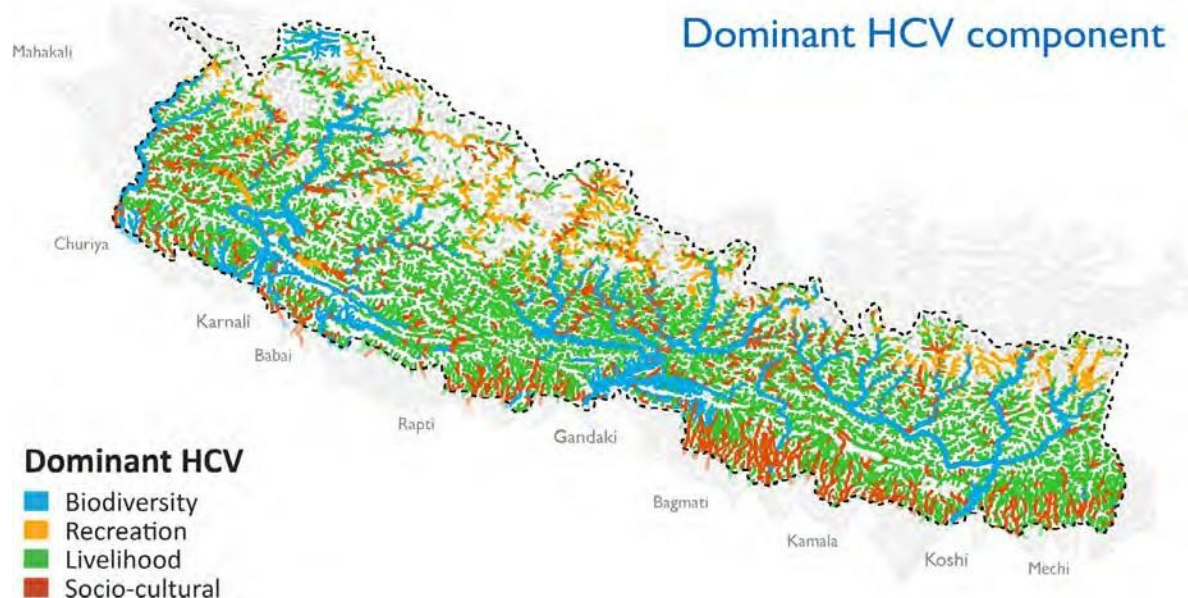 Dominant HCV component
Mahakali
Churiya
Karnali
Babai
Rapti
Gandaki
Bagmati
Kamala
Koshi
Mechi
Dominant HCV
Biodiversity
Recreation
Livelihood
Socio-cultural